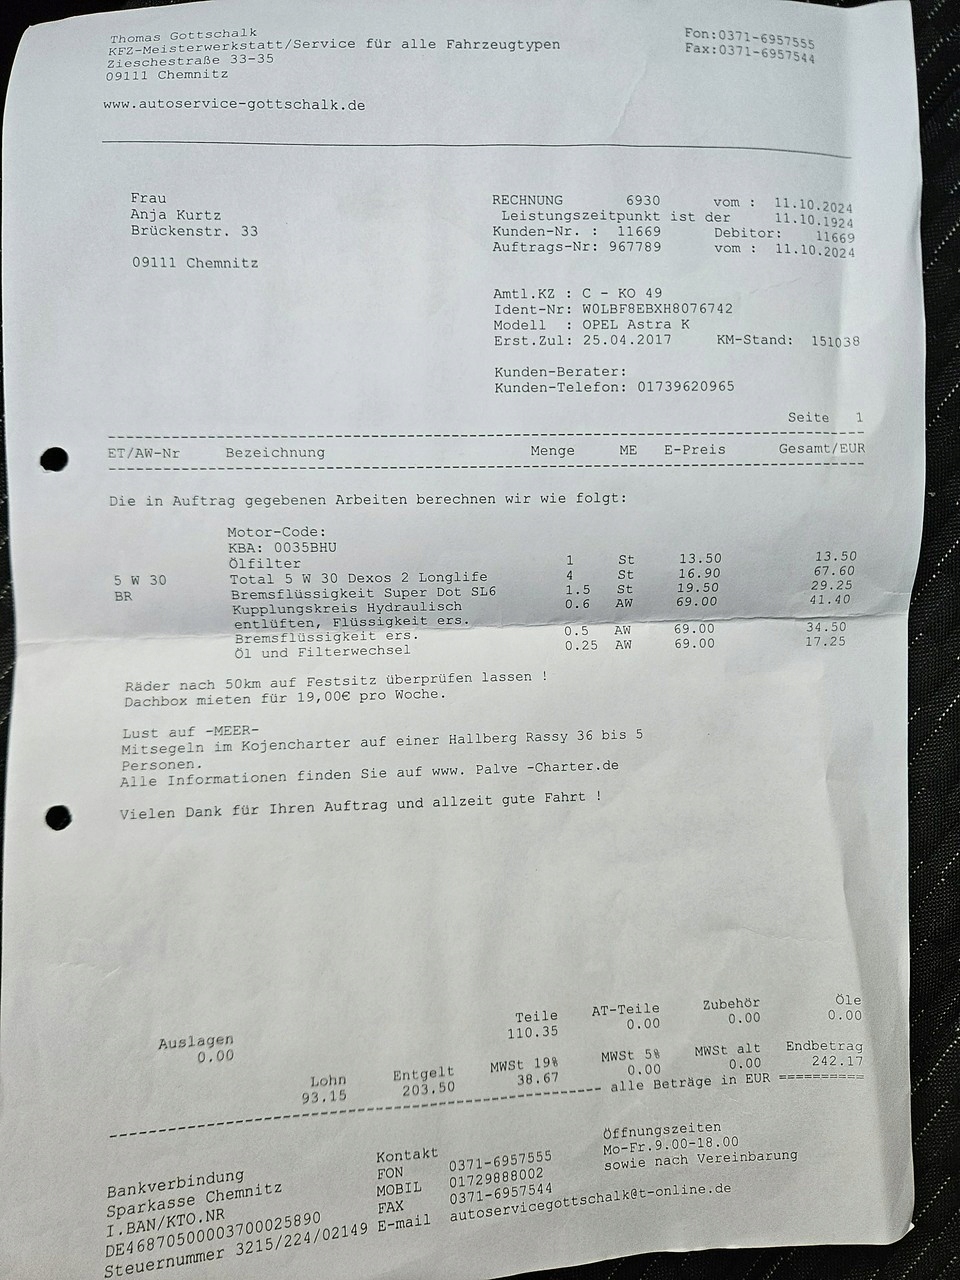 Thomas Gottschalk
KFZ-Meisterwerkstatt/Service für alle Fahrzeugtypen
Zieschestraße 33-35
09111 Chemnitz
Fon:0371-6957555
Fax:0371-6957544
www.autoservice-gottschalk.de
Frau
Anja Kurtz
Brückenstr. 33
09111 Chemnitz
RECHNUNG 6930 vom : 11.10.2024
Leistungszeitpunkt ist der 11.10.1924
Kunden-Nr. : 11669 Debitor: 11669
Auftrags-Nr: 967789 vom : 11.10.2024
Amtl.KZ : C - KO 49
Ident-Nr: W0LBF8EBXH8076742
Modell : OPEL Astra K
Erst.Zul: 25.04.2017 KM-Stand: 151038
Kunden-Berater:
Kunden-Telefon: 01739620965
Seite 1
ET/AW-Nr Bezeichnung Menge ME E-Preis Gesamt/EUR
Die in Auftrag gegebenen Arbeiten berechnen wir wie folgt:
Motor-Code:
KBA: 0035BHU
Ölfilter 1 St 13.50 13.50
5 W 30 Total 5 W 30 Dexos 2 Longlife 4 St 16.90 67.60
BR Bremsflüssigkeit Super Dot SL6 1.5 St 19.50 29.25
Kupplungskreis Hydraulisch 0.6 AW 69.00 41.40
entlüften, Flüssigkeit ers.
Bremsflüssigkeit ers. 0.5 AW 69.00 34.50
Öl und Filterwechsel 0.25 AW 69.00 17.25
Räder nach 50km auf Festsitz überprüfen lassen !
Dachbox mieten für 19,00€ pro Woche.
Lust auf -MEER-
Mitsegeln im Kojencharter auf einer Hallberg Rassy 36 bis 5
Personen.
Alle Informationen finden Sie auf www. Palve -Charter.de
Vielen Dank für Ihren Auftrag und allzeit gute Fahrt !
Auslagen Teile AT-Teile Zubehör Öle
0.00 110.35 0.00 0.00 0.00
Lohn Entgelt MWSt 19% MWSt 5% MWSt alt Endbetrag
93.15 203.50 38.67 0.00 0.00 242.17
alle Beträge in EUR ==========
Bankverbindung
Sparkasse Chemnitz
I.BAN/KTO.NR
DE46870500003700025890
Steuernummer 3215/224/02149
Kontakt
FON 0371-6957555
MOBIL 01729888002
FAX 0371-6957544
E-mail autoservicegottschalk@t-online.de
Öffnungszeiten
Mo-Fr.9.00-18.00
sowie nach Vereinbarung